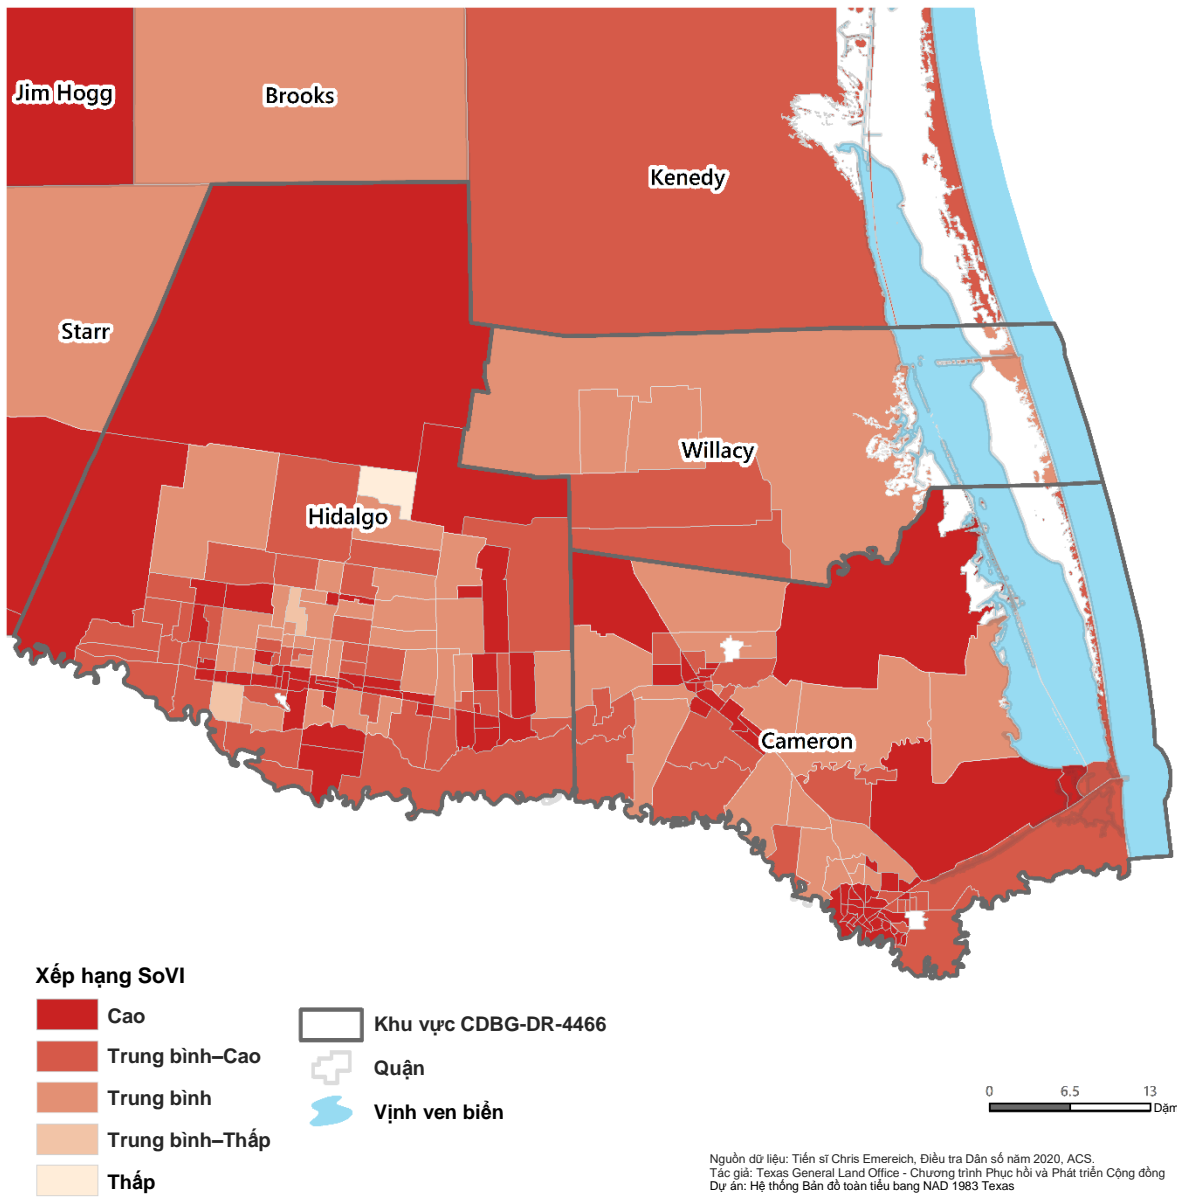 Jim Hogg
Brooks
Kenedy
Starr
Willacy
Hidalgo
Cameron
Xếp hạng SoVI
Cao
Trung bình–Cao
Trung bình
Trung bình–Thấp
Thấp
Khu vực CDBG-DR-4466
Quận
Vịnh ven biển
0 6.5 13
Dặm
Nguồn dữ liệu: Tiến sĩ Chris Emereich, Điều tra Dân số năm 2020, ACS.
Tác giả: Texas General Land Office - Chương trình Phục hồi và Phát triển Cộng đồng
Dự án: Hệ thống Bản đồ toàn tiểu bang NAD 1983 Texas